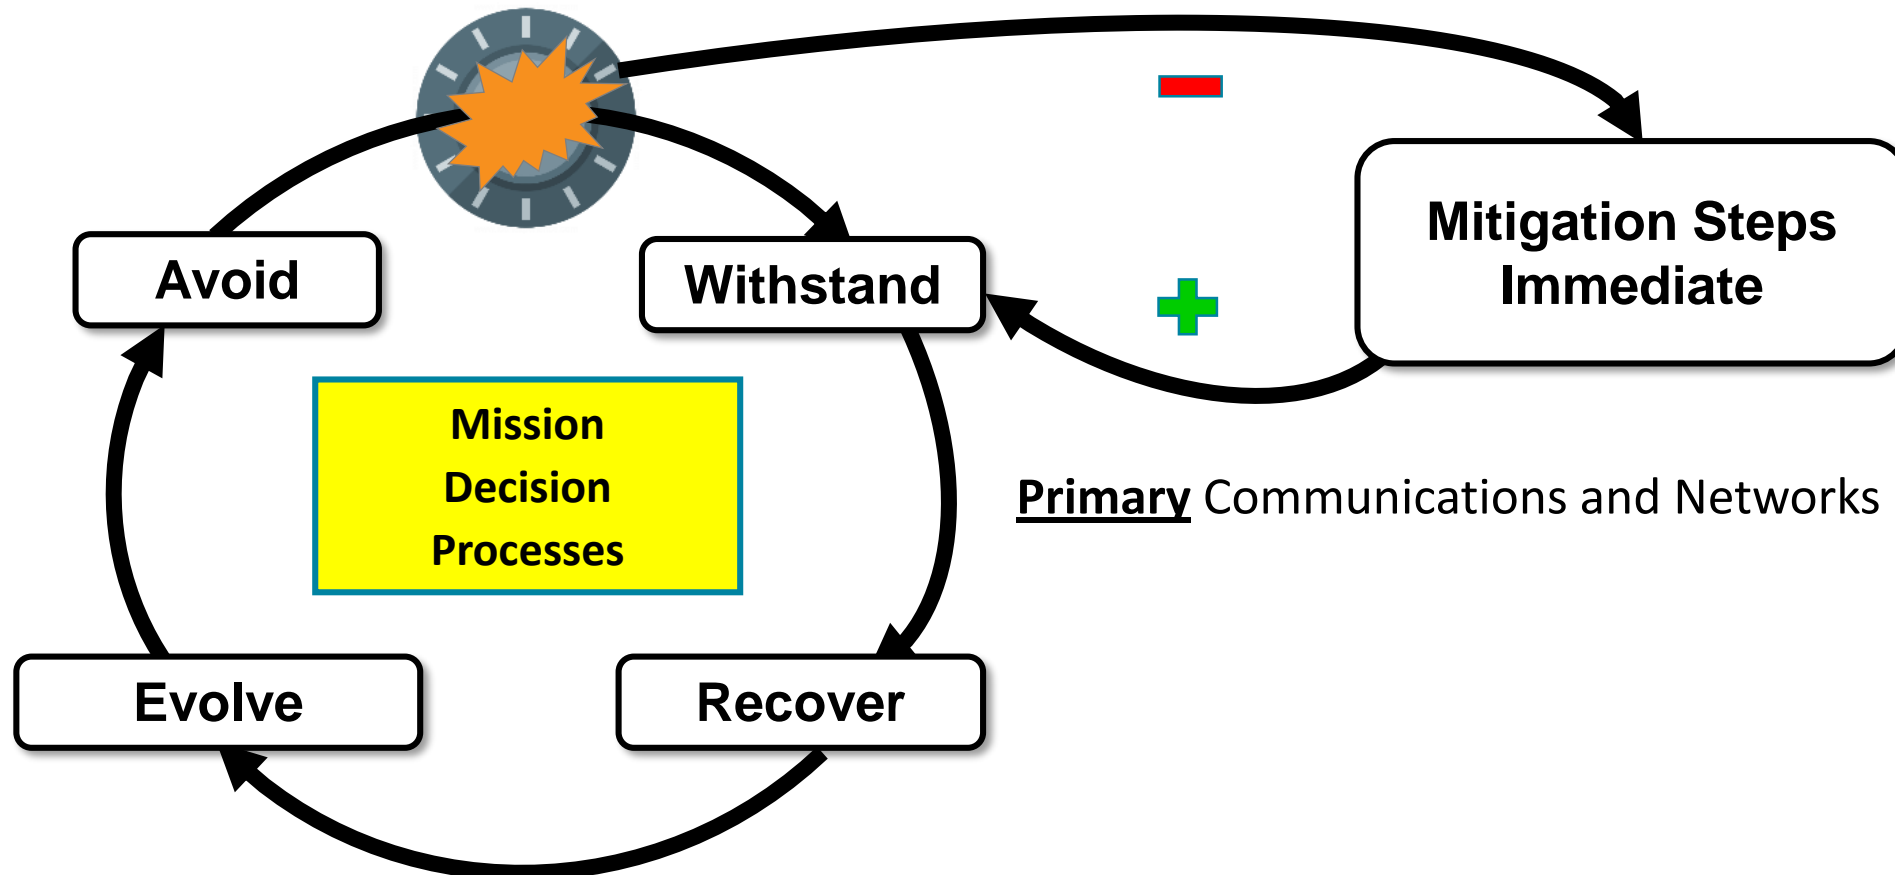 Avoid
Withstand
Mitigation Steps
Immediate
Mission
Decision
Processes
Primary Communications and Networks
Evolve
Recover